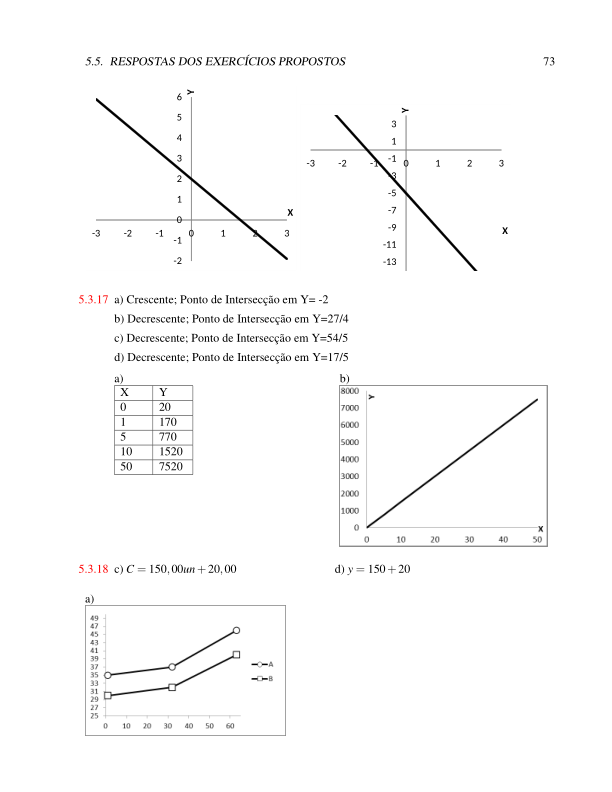 5.5. RESPOSTAS DOS EXERCÍCIOS PROPOSTOS 73
Y
6
5
4
3
2
1
0
-1
-2
-3 -2 -1 0 1 2 3
X
Y
3
1
-1
-3
-5
-7
-9
-11
-13
-3 -2 -1 0 1 2 3
X
5.3.17 a) Crescente; Ponto de Intersecção em Y= -2
b) Decrescente; Ponto de Intersecção em Y=27/4
c) Decrescente; Ponto de Intersecção em Y=54/5
d) Decrescente; Ponto de Intersecção em Y=17/5
a)
X Y
0 20
1 170
5 770
10 1520
50 7520
b)
Y
8000
7000
6000
5000
4000
3000
2000
1000
0
X
0 10 20 30 40 50
5.3.18 c) C = 150,00un + 20,00 d) y = 150 + 20
a)
49
47
45
43
41
39
37
35
33
31
29
27
25
0 10 20 30 40 50 60
A
B